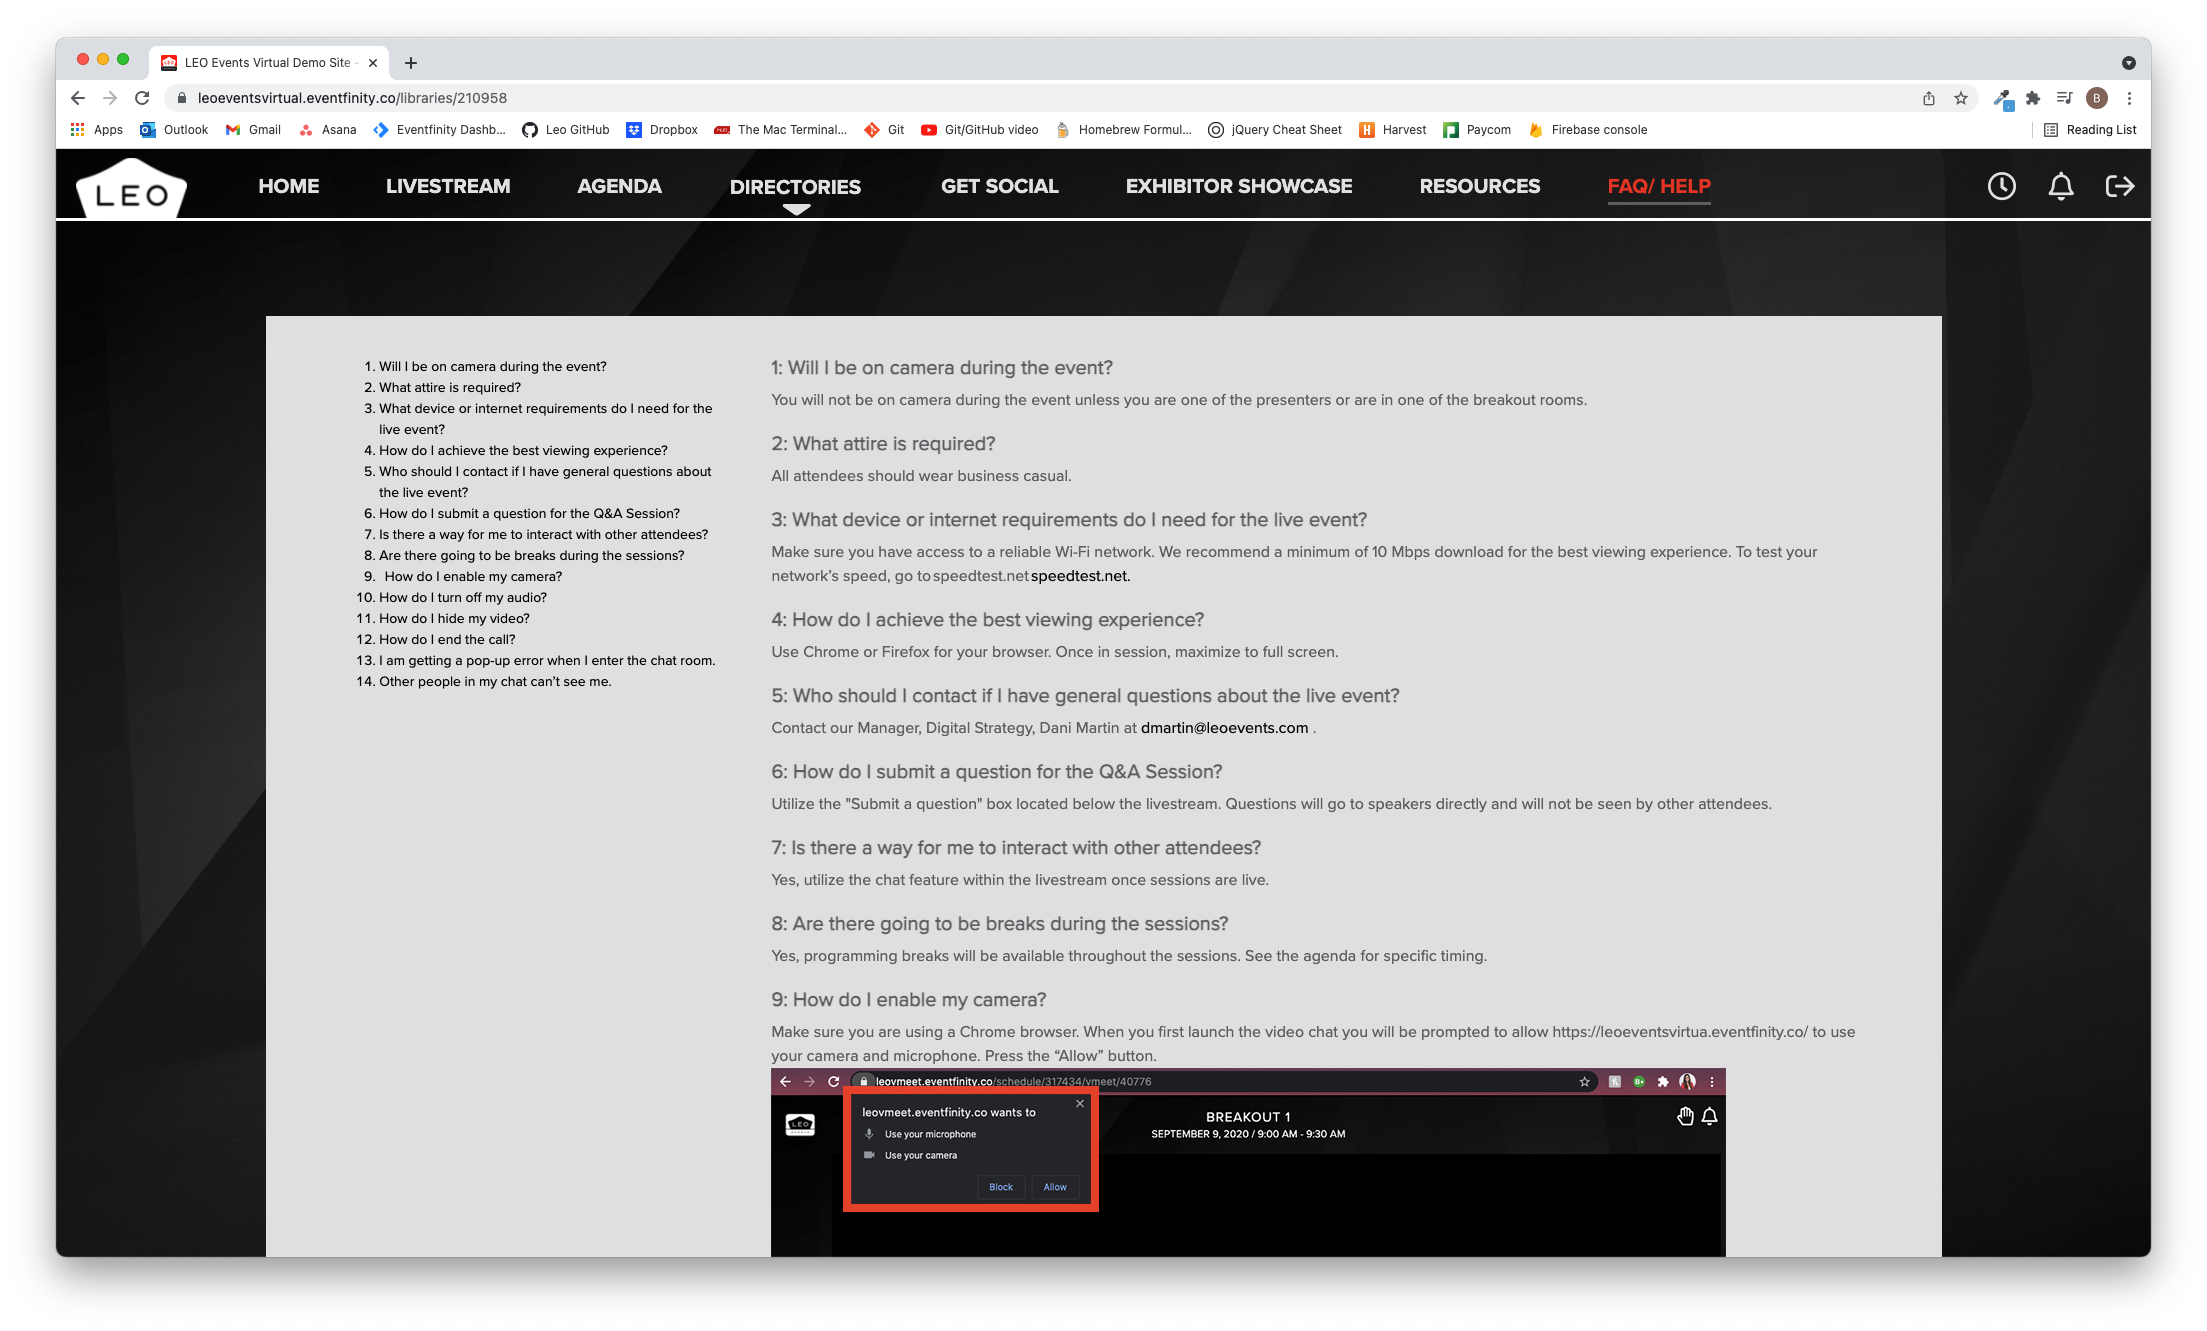 LEO Events Virtual Demo Site -
leoeventsvirtual.eventfinity.co/libraries/210958
B
Apps Outlook Gmail Asana Eventfinity Dashb... Leo GitHub Dropbox The Mac Terminal... Git Git/GitHub video Homebrew Formul... jQuery Cheat Sheet Harvest Paycom Firebase console Reading List
LEO HOME LIVESTREAM AGENDA DIRECTORIES GET SOCIAL EXHIBITOR SHOWCASE RESOURCES FAQ/ HELP
1. Will I be on camera during the event?
2. What attire is required?
3. What device or internet requirements do I need for the
live event?
4. How do I achieve the best viewing experience?
5. Who should I contact if I have general questions about
the live event?
6. How do I submit a question for the Q&A Session?
7. Is there a way for me to interact with other attendees?
8. Are there going to be breaks during the sessions?
9. How do I enable my camera?
10. How do I turn off my audio?
11. How do I hide my video?
12. How do I end the call?
13. I am getting a pop-up error when I enter the chat room.
14. Other people in my chat can't see me.
1: Will I be on camera during the event?
You will not be on camera during the event unless you are one of the presenters or are in one of the breakout rooms.
2: What attire is required?
All attendees should wear business casual.
3: What device or internet requirements do I need for the live event?
Make sure you have access to a reliable Wi-Fi network. We recommend a minimum of 10 Mbps download for the best viewing experience. To test your
network's speed, go to speedtest.net speedtest.net.
4: How do I achieve the best viewing experience?
Use Chrome or Firefox for your browser. Once in session, maximize to full screen.
5: Who should I contact if I have general questions about the live event?
Contact our Manager, Digital Strategy, Dani Martin at dmartin@leoevents.com .
6: How do I submit a question for the Q&A Session?
Utilize the "Submit a question" box located below the livestream. Questions will go to speakers directly and will not be seen by other attendees.
7: Is there a way for me to interact with other attendees?
Yes, utilize the chat feature within the livestream once sessions are live.
8: Are there going to be breaks during the sessions?
Yes, programming breaks will be available throughout the sessions. See the agenda for specific timing.
9: How do I enable my camera?
Make sure you are using a Chrome browser. When you first launch the video chat you will be prompted to allow https://leoeventsvirtua.eventfinity.co/ to use
your camera and microphone. Press the “Allow” button.
leovmeet.eventfinity.co/schedule/317434/vmeet/40776
LEO
leovmeet.eventfinity.co wants to
Use your microphone
Use your camera
Block Allow
BREAKOUT 1
SEPTEMBER 9, 2020 / 9:00 AM - 9:30 AM